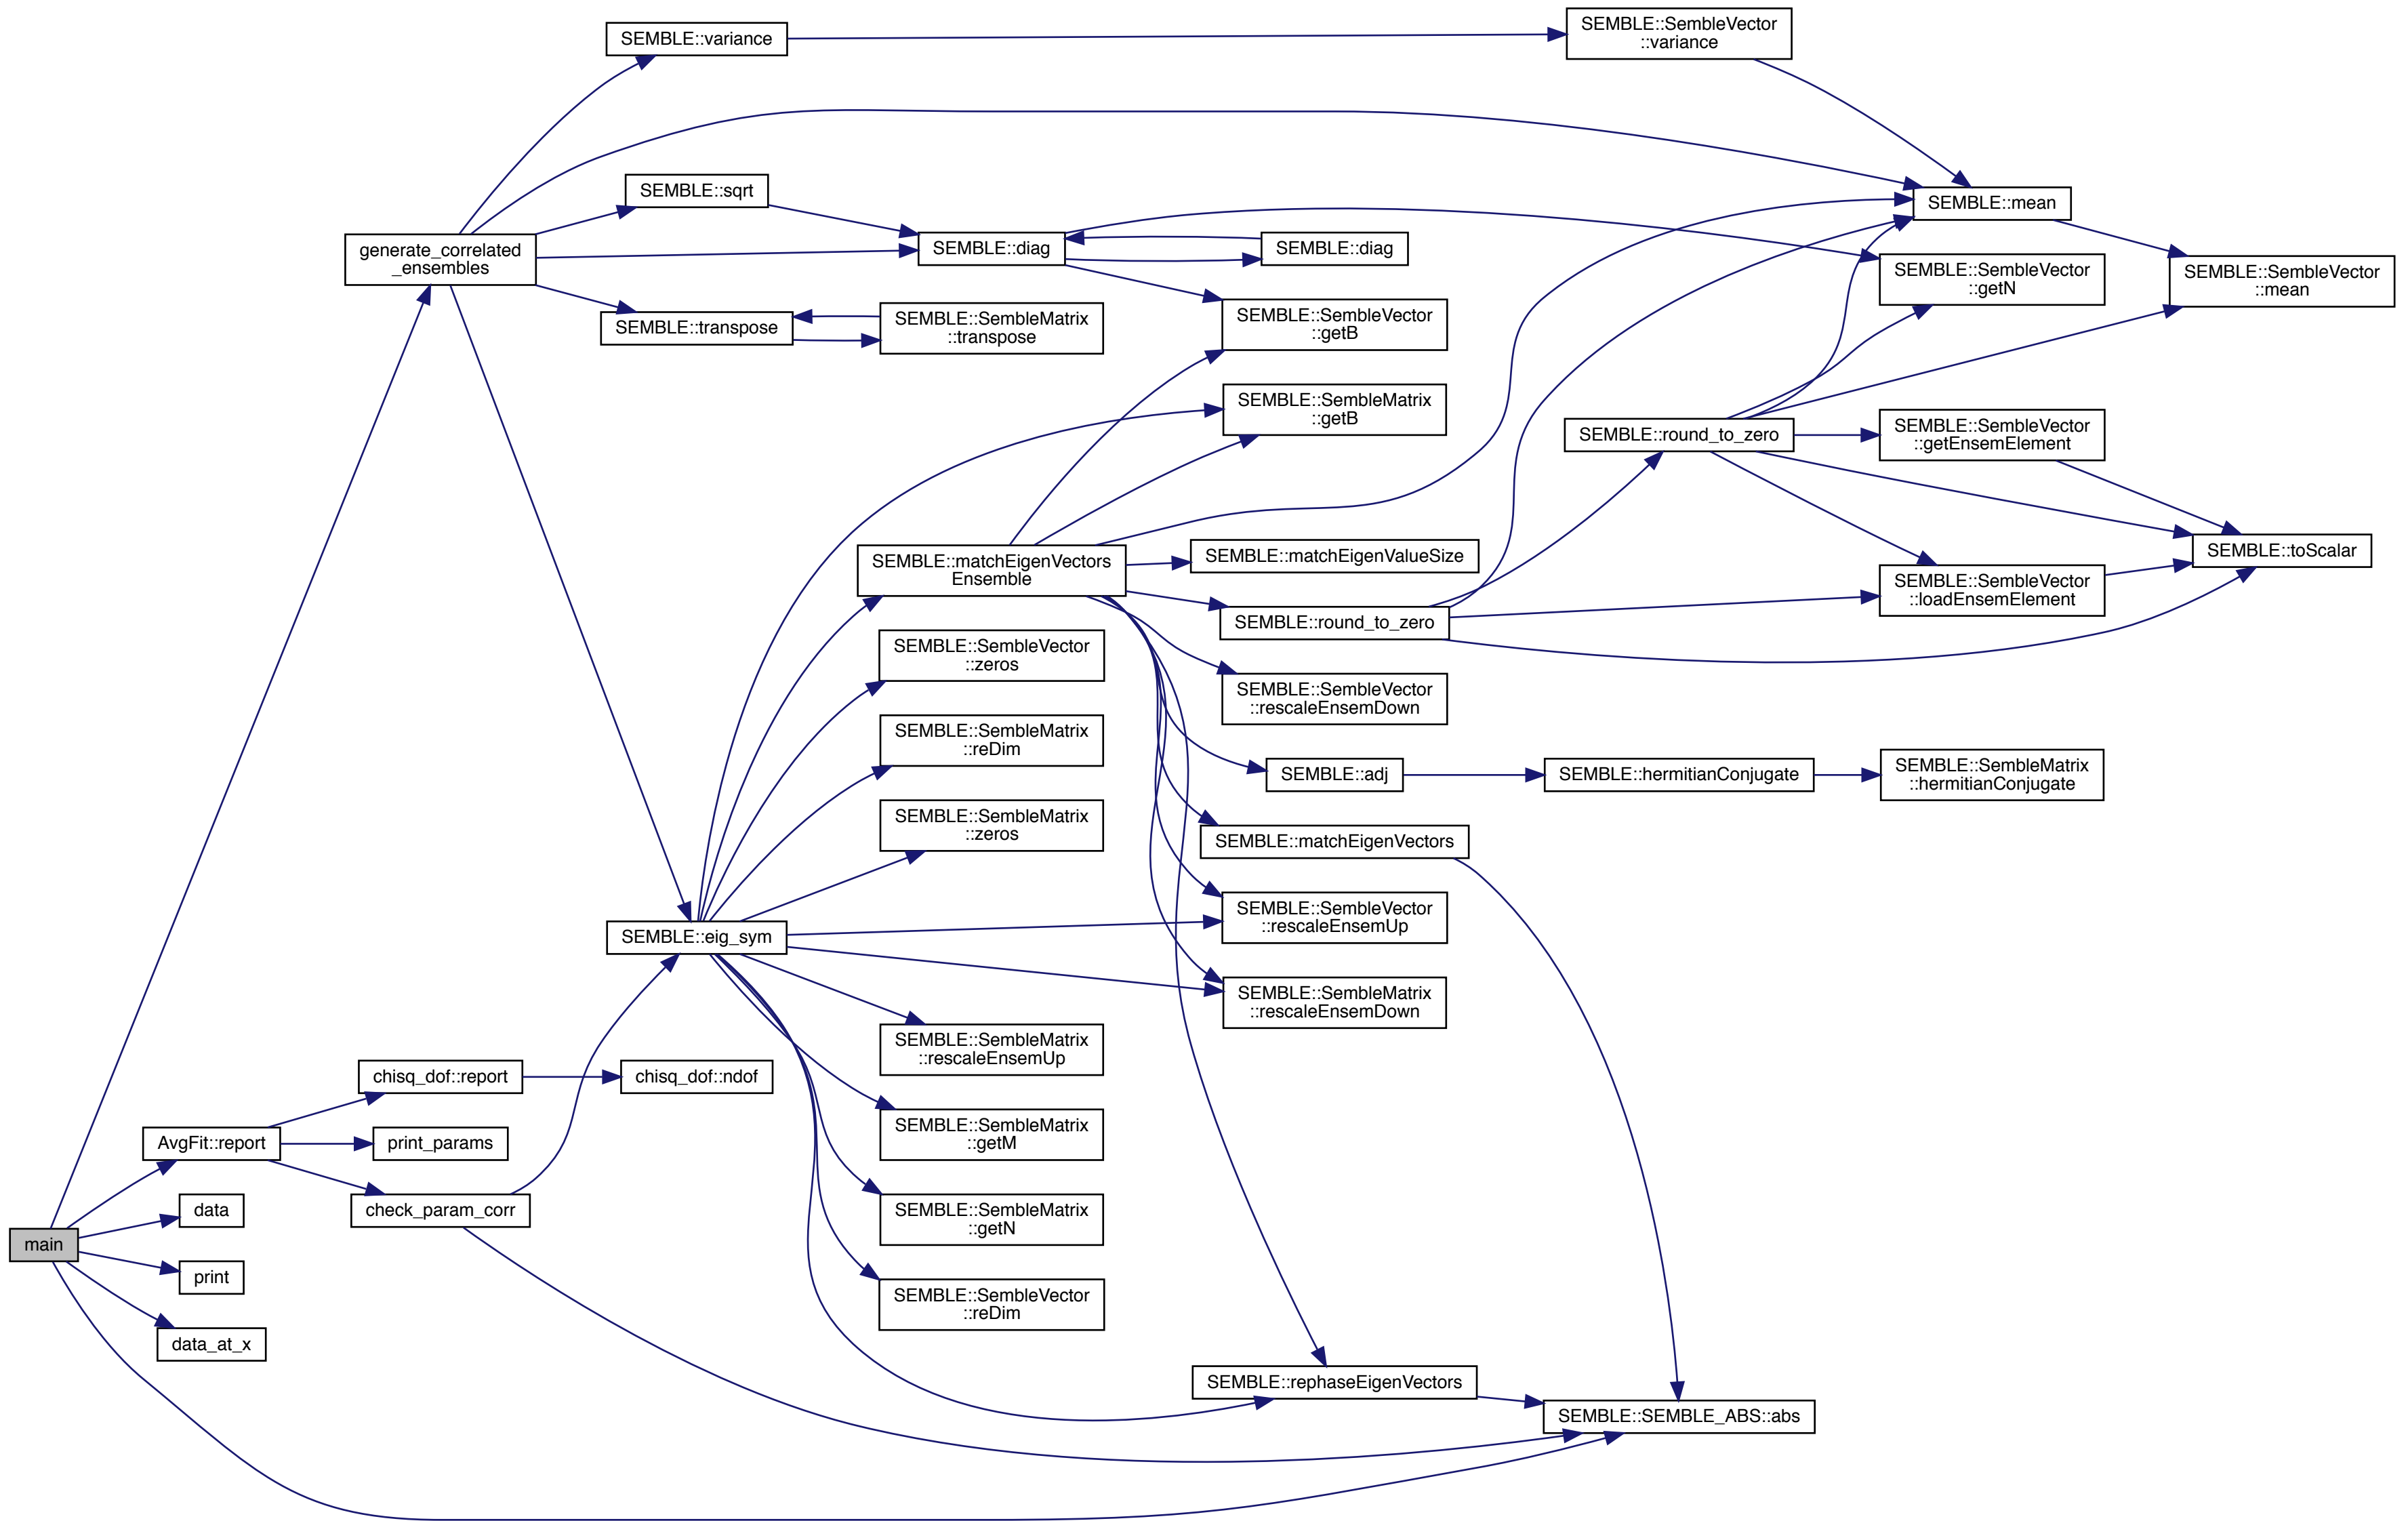 main
generate_correlated
_ensembles
AvgFit::report
data
print
data_at_x
chisq_dof::report
print_params
check_param_corr
chisq_dof::ndof
SEMBLE::variance
SEMBLE::sqrt
SEMBLE::transpose
SEMBLE::eig_sym
SEMBLE::diag
SEMBLE::SembleMatrix
::transpose
SEMBLE::matchEigenVectors
Ensemble
SEMBLE::SembleVector
::zeros
SEMBLE::SembleMatrix
::reDim
SEMBLE::SembleMatrix
::zeros
SEMBLE::SembleMatrix
::rescaleEnsemUp
SEMBLE::SembleMatrix
::getM
SEMBLE::SembleMatrix
::getN
SEMBLE::SembleVector
::reDim
SEMBLE::diag
SEMBLE::SembleVector
::getB
SEMBLE::SembleMatrix
::getB
SEMBLE::matchEigenValueSize
SEMBLE::round_to_zero
SEMBLE::SembleVector
::rescaleEnsemDown
SEMBLE::adj
SEMBLE::matchEigenVectors
SEMBLE::SembleVector
::rescaleEnsemUp
SEMBLE::SembleMatrix
::rescaleEnsemDown
SEMBLE::rephaseEigenVectors
SEMBLE::SembleVector
::variance
SEMBLE::round_to_zero
SEMBLE::hermitianConjugate
SEMBLE::SEMBLE_ABS::abs
SEMBLE::mean
SEMBLE::SembleVector
::getN
SEMBLE::SembleVector
::getEnsemElement
SEMBLE::SembleVector
::loadEnsemElement
SEMBLE::SembleMatrix
::hermitianConjugate
SEMBLE::SembleVector
::mean
SEMBLE::toScalar